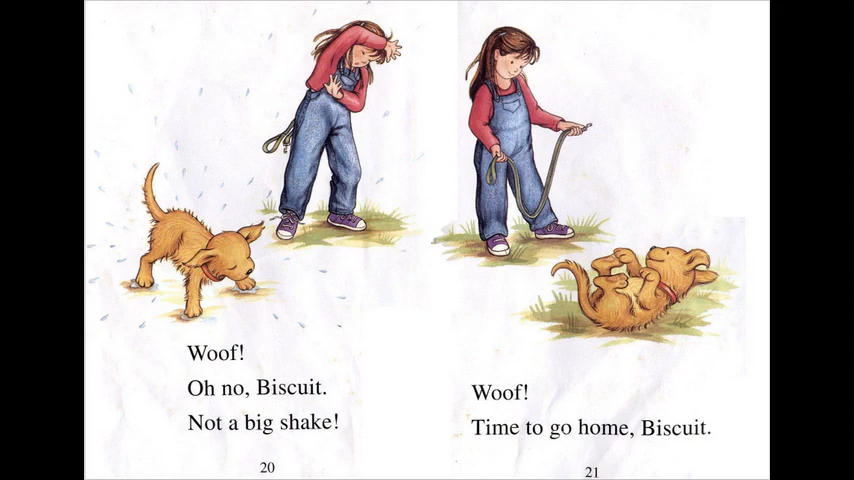 Woof!
Oh no, Biscuit.
Not a big shake!
20
Woof!
Time to go home, Biscuit.
21